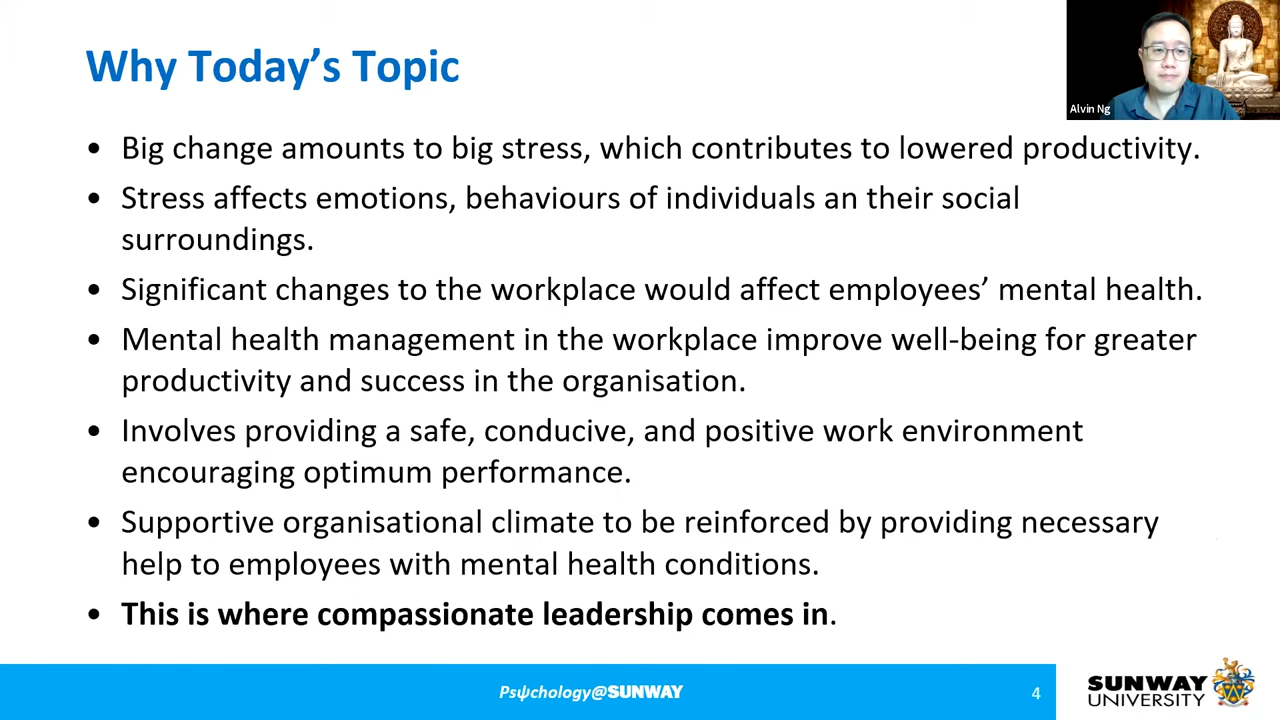 Why Today’s Topic
Alvin Ng
• Big change amounts to big stress, which contributes to lowered productivity.
• Stress affects emotions, behaviours of individuals an their social
surroundings.
• Significant changes to the workplace would affect employees’ mental health.
• Mental health management in the workplace improve well-being for greater
productivity and success in the organisation.
• Involves providing a safe, conducive, and positive work environment
encouraging optimum performance.
• Supportive organisational climate to be reinforced by providing necessary
help to employees with mental health conditions.
• This is where compassionate leadership comes in.
Psψchology@SUNWAY
4
SUNWAY
UNIVERSITY